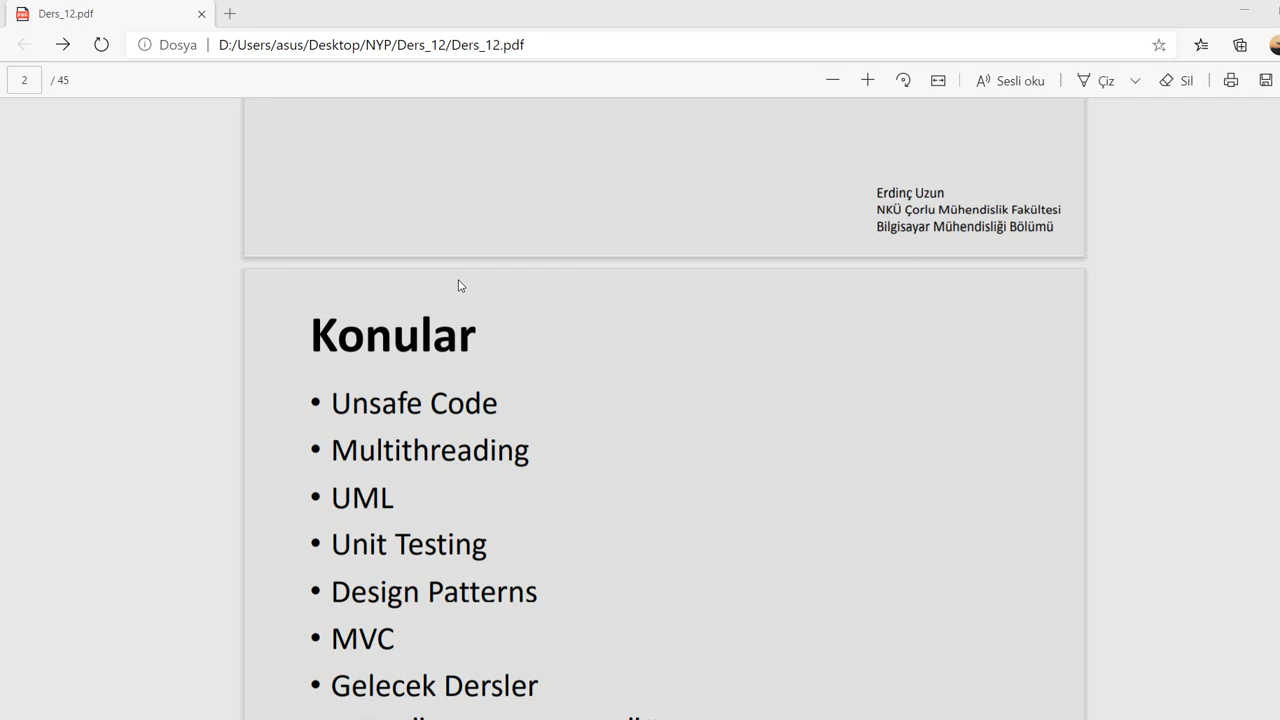 Ders_12.pdf
Dosya
D:/Users/asus/Desktop/NYP/Ders_12/Ders_12.pdf
2 / 45
Sesli oku
Çiz
Sil
Erdinç Uzun
NKÜ Çorlu Mühendislik Fakültesi
Bilgisayar Mühendisliği Bölümü
Konular
• Unsafe Code
• Multithreading
• UML
• Unit Testing
• Design Patterns
• MVC
• Gelecek Dersler